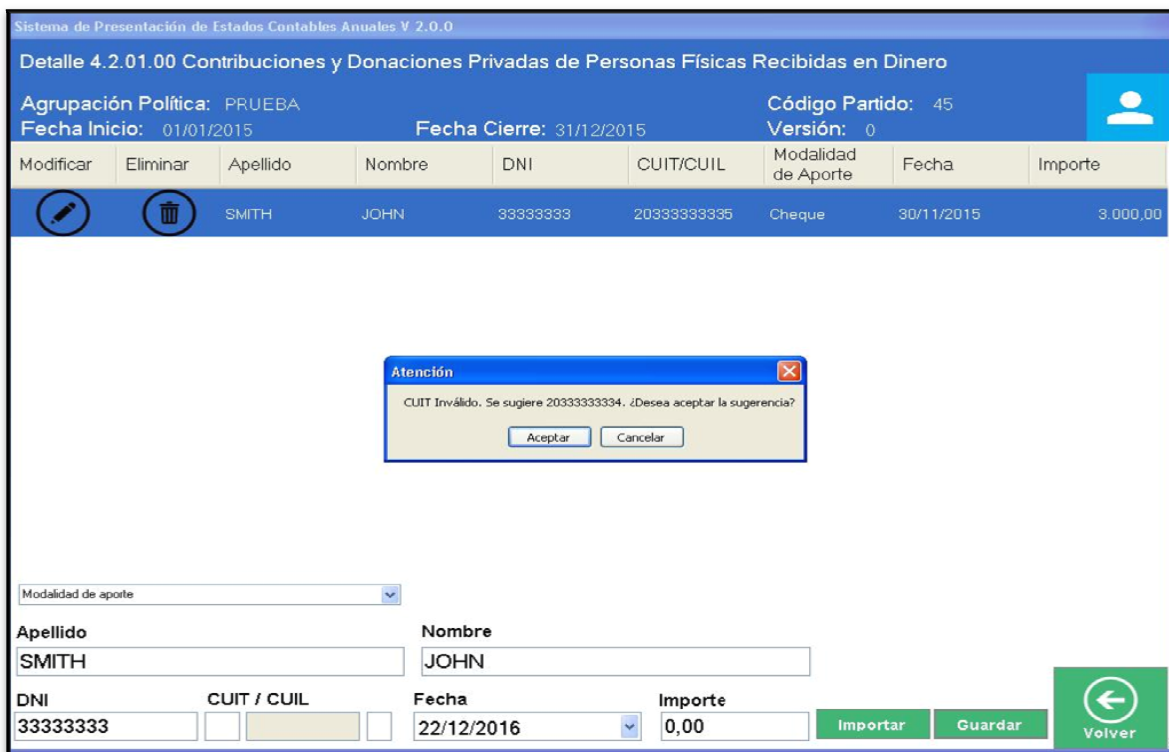 Sistema de Presentación de Estados Contables Anuales V 2.0.0
Detalle 4.2.01.00 Contribuciones y Donaciones Privadas de Personas Físicas Recibidas en Dinero
Agrupación Política: PRUEBA Código Partido: 45
Fecha Inicio: 01/01/2015 Fecha Cierre: 31/12/2015 Versión: 0
Modificar Eliminar Apellido Nombre DNI CUIT/CUIL Modalidad de Aporte Fecha Importe
SMITH JOHN 33333333 20333333335 Cheque 30/11/2015 3.000,00
Atención
CUIT Inválido. Se sugiere 20333333334. ¿Desea aceptar la sugerencia?
Aceptar Cancelar
Modalidad de aporte
Apellido Nombre
SMITH JOHN
DNI CUIT / CUIL Fecha Importe
33333333 22/12/2016 0,00 Importar Guardar
Volver